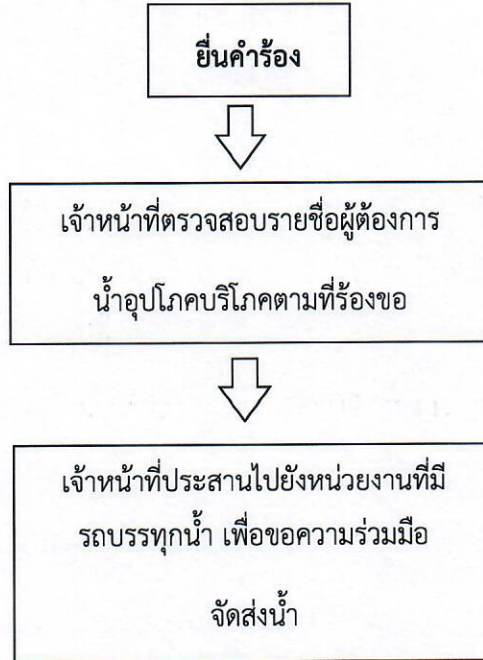 ยื่นคำร้อง
เจ้าหน้าที่ตรวจสอบรายชื่อผู้ต้องการ
น้ำอุปโภคบริโภคตามที่ร้องขอ
เจ้าหน้าที่ประสานไปยังหน่วยงานที่มี
รถบรรทุกน้ำ เพื่อขอความร่วมมือ
จัดส่งน้ำ